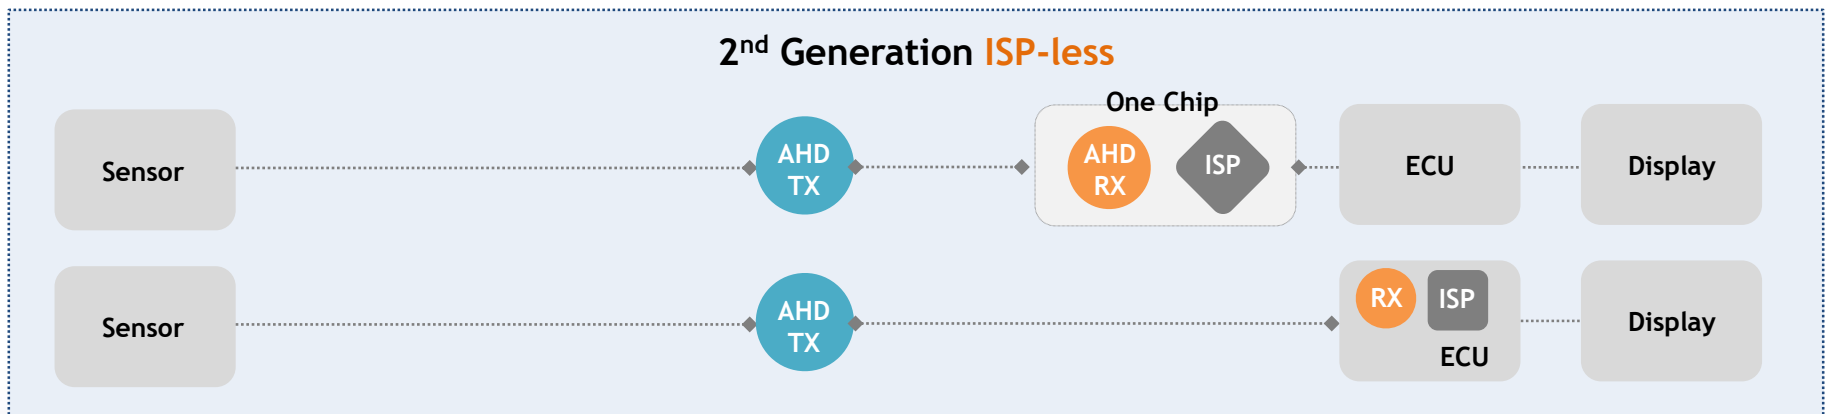 2nd Generation ISP-less
One Chip
Sensor
AHD
TX
AHD
RX
ISP
ECU
Display
Sensor
AHD
TX
RX
ISP
ECU
Display